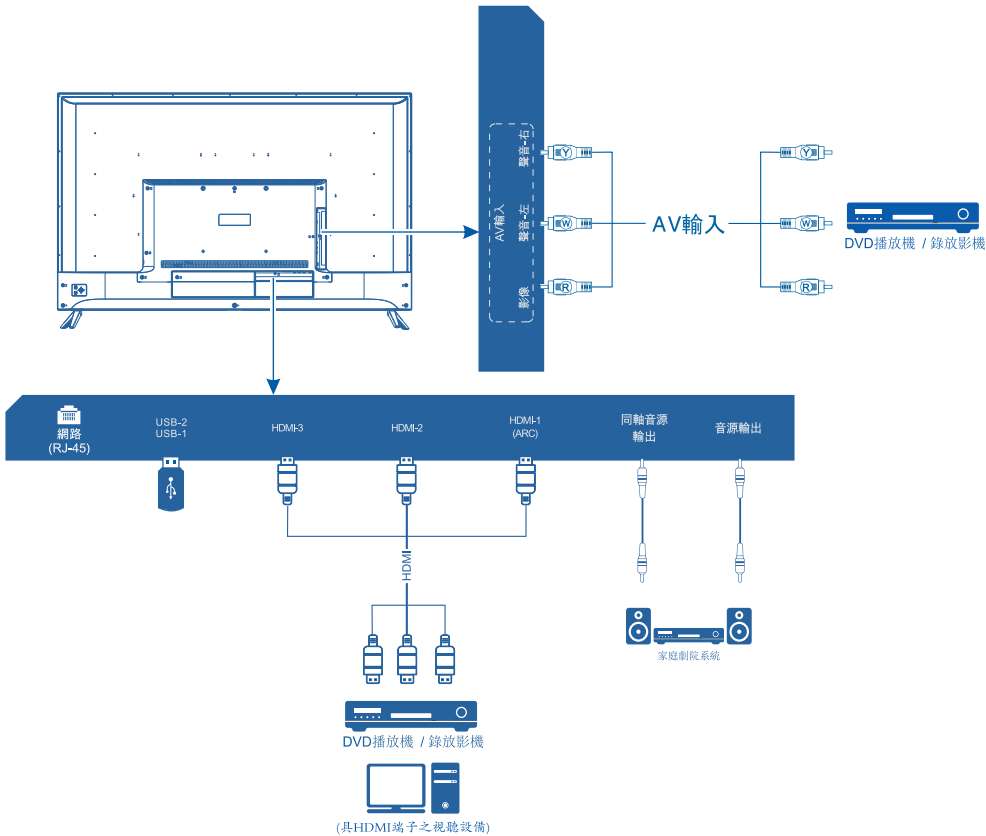 AV輸入
聲音-右
聲音-左
影像
Y
W
R
AV輸入
Y
W
R
DVD播放機 / 錄放影機
網路
(RJ-45)
USB-2
USB-1
HDMI-3
HDMI-2
HDMI-1
(ARC)
同軸音源
輸出
音源輸出
HDMI
家庭劇院系統
DVD播放機 / 錄放影機
(具HDMI端子之視聽設備)